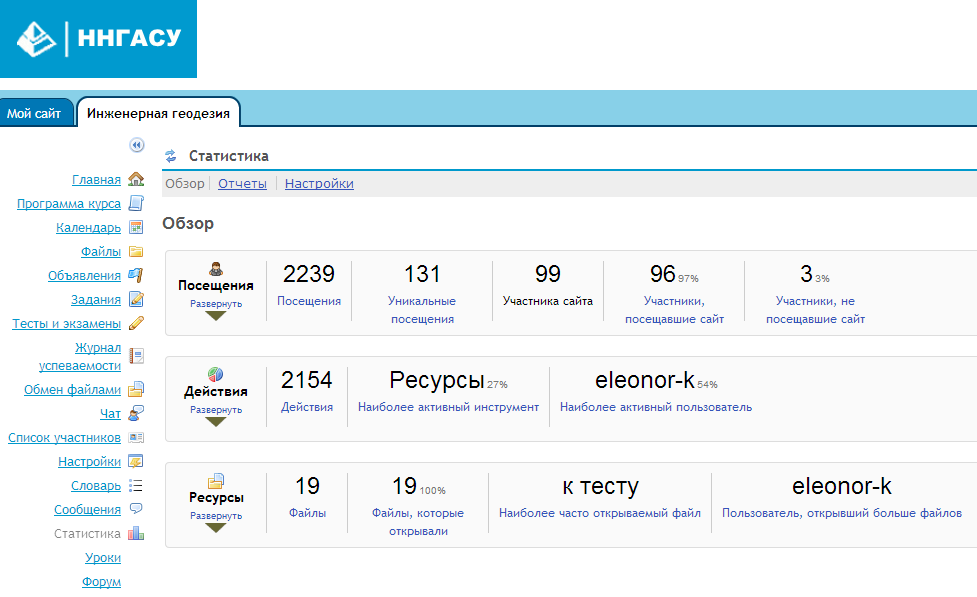 ННГАСУ
Мой сайт
Инженерная геодезия
Главная
Программа курса
Календарь
Файлы
Объявления
Задания
Тесты и экзамены
Журнал
успеваемости
Обмен файлами
Чат
Список участников
Настройки
Словарь
Сообщения
Статистика
Уроки
Форум
Статистика
Обзор Отчеты Настройки
Обзор
Посещения
Развернуть
2239
Посещения
131
Уникальные
посещения
99
Участника сайта
96 97%
Участники,
посещавшие сайт
3 3%
Участники, не
посещавшие сайт
Действия
Развернуть
2154
Действия
Ресурсы 27%
Наиболее активный инструмент
eleonor-k 54%
Наиболее активный пользователь
Ресурсы
Развернуть
19
Файлы
19 100%
Файлы, которые
открывали
к тесту
Наиболее часто открываемый файл
eleonor-k
Пользователь, открывший больше файлов